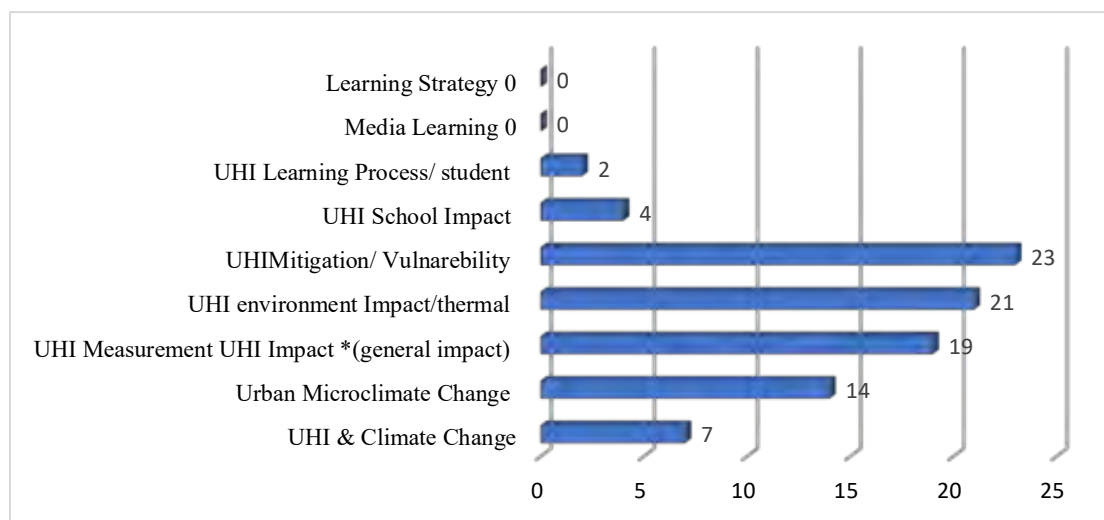 Learning Strategy 0 0
Media Learning 0 0
UHI Learning Process/ student 2
UHI School Impact 4
UHIMitigation/ Vulnarebility 23
UHI environment Impact/thermal 21
UHI Measurement UHI Impact *(general impact) 19
Urban Microclimate Change 14
UHI & Climate Change 7
0 5 10 15 20 25